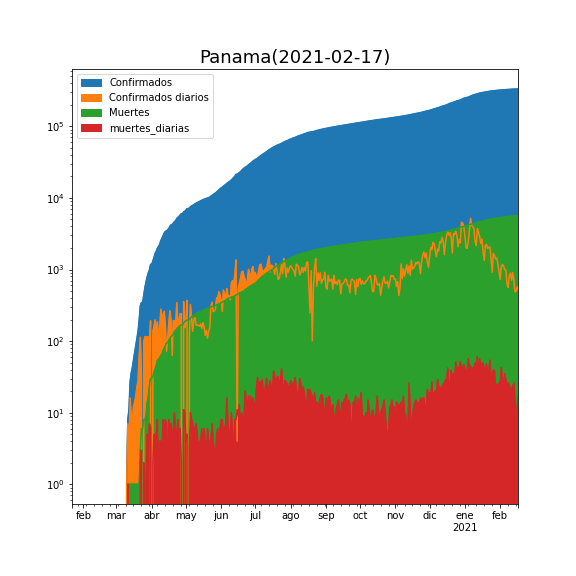 Panama(2021-02-17)
Confirmados
Confirmados diarios
Muertes
muertes_diarias
10^5
10^4
10^3
10^2
10^1
10^0
feb mar abr may jun jul ago sep oct nov dic ene feb
2021